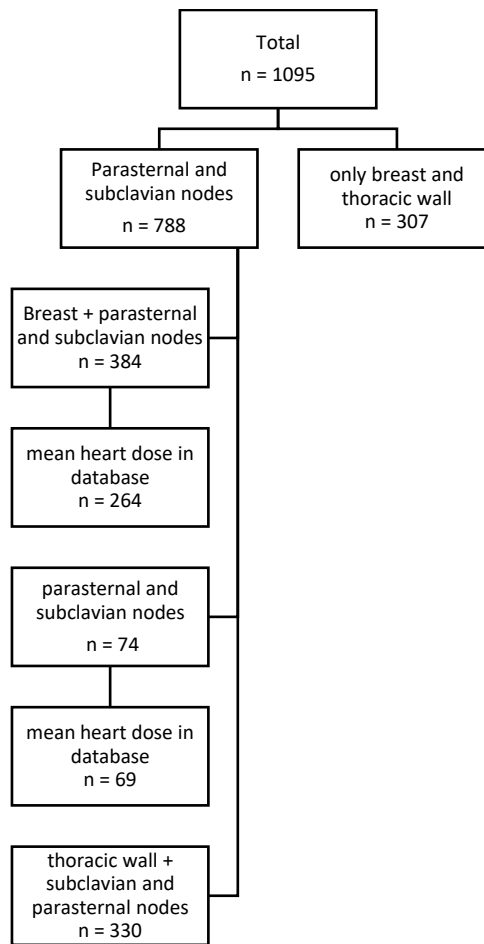 Total
n = 1095
Parasternal and
subclavian nodes
n = 788
only breast and
thoracic wall
n = 307
Breast + parasternal
and subclavian nodes
n = 384
mean heart dose in
database
n = 264
parasternal and
subclavian nodes
n = 74
mean heart dose in
database
n = 69
thoracic wall +
subclavian and
parasternal nodes
n = 330